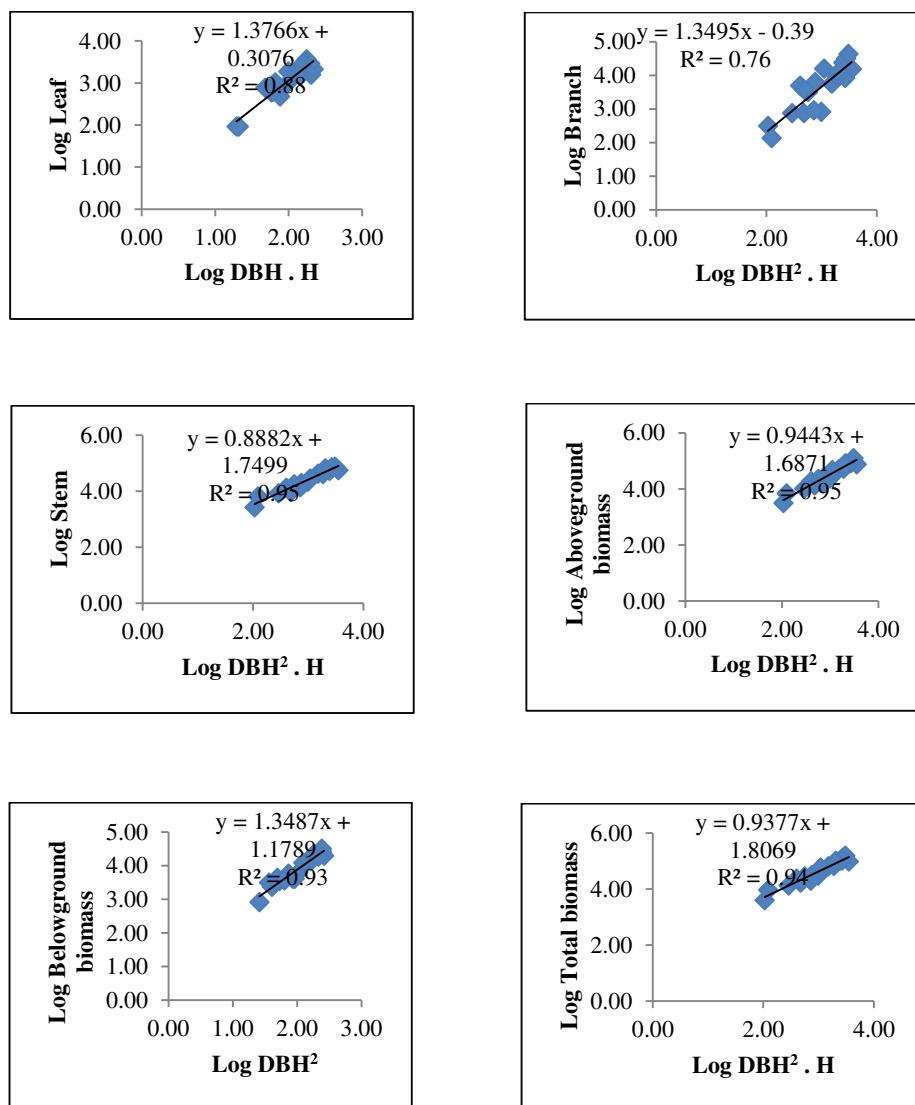 y = 1.3766x +
0.3076
R² = 0.88
4.00
3.00
2.00
1.00
0.00
Log Leaf
0.00 1.00 2.00 3.00
Log DBH . H
y = 1.3495x - 0.39
R² = 0.76
5.00
4.00
3.00
2.00
1.00
0.00
Log Branch
0.00 2.00 4.00
Log DBH² . H
y = 0.8882x +
1.7499
R² = 0.95
6.00
4.00
2.00
0.00
Log Stem
0.00 2.00 4.00
Log DBH² . H
y = 0.9443x +
1.6871
R² = 0.95
6.00
4.00
2.00
0.00
Log Aboveground
biomass
0.00 2.00 4.00
Log DBH² . H
y = 1.3487x +
1.1789
R² = 0.93
5.00
4.00
3.00
2.00
1.00
0.00
Log Belowground
biomass
0.00 1.00 2.00 3.00
Log DBH²
y = 0.9377x +
1.8069
R² = 0.94
6.00
4.00
2.00
0.00
Log Total biomass
0.00 2.00 4.00
Log DBH² . H